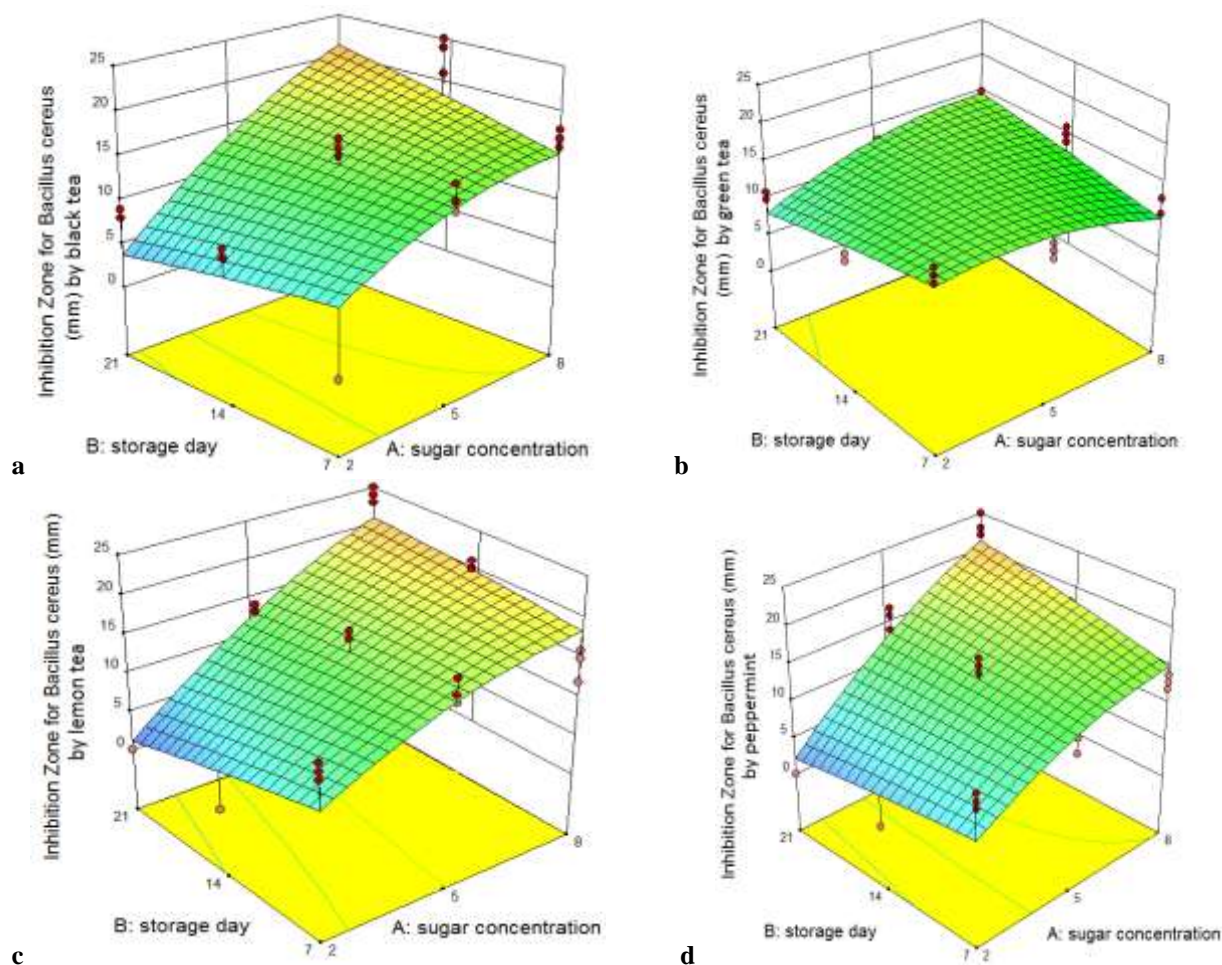 25
20
15
10
5
0
Inhibition Zone for Bacillus cereus
(mm) by black tea
21
14
7
2
5
8
B: storage day
A: sugar concentration
a
25
20
15
10
5
0
Inhibition Zone for Bacillus cereus
(mm) by green tea
21
14
7
2
5
8
B: storage day
A: sugar concentration
b
25
20
15
10
5
0
Inhibition Zone for Bacillus cereus (mm)
by lemon tea
21
14
7
2
5
8
B: storage day
A: sugar concentration
c
25
20
15
10
5
0
Inhibition Zone for Bacillus cereus (mm)
by peppermint
21
14
7
2
5
8
B: storage day
A: sugar concentration
d